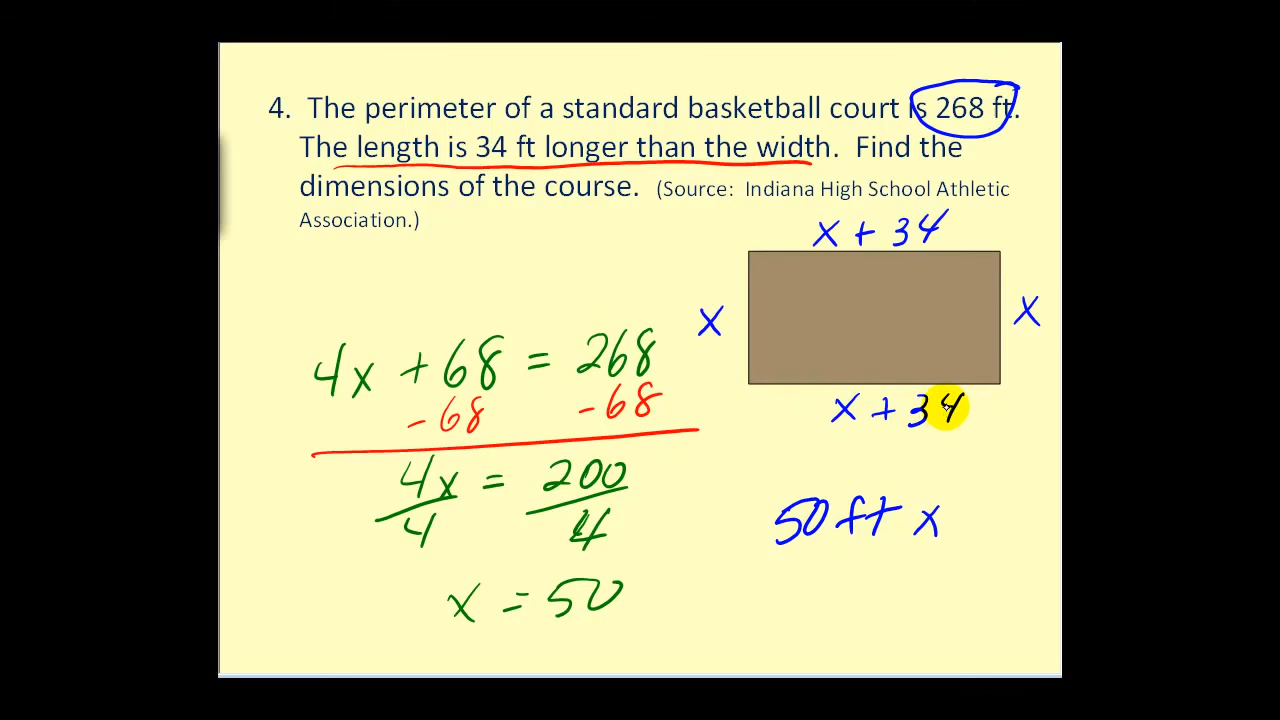 4. The perimeter of a standard basketball court is 268 ft.
The length is 34 ft longer than the width. Find the
dimensions of the course. (Source: Indiana High School Athletic
Association.)
x + 34
x
x
4x + 68 = 268
-68 -68
x + 34
4x = 200
4 4
50 ft x
x = 50